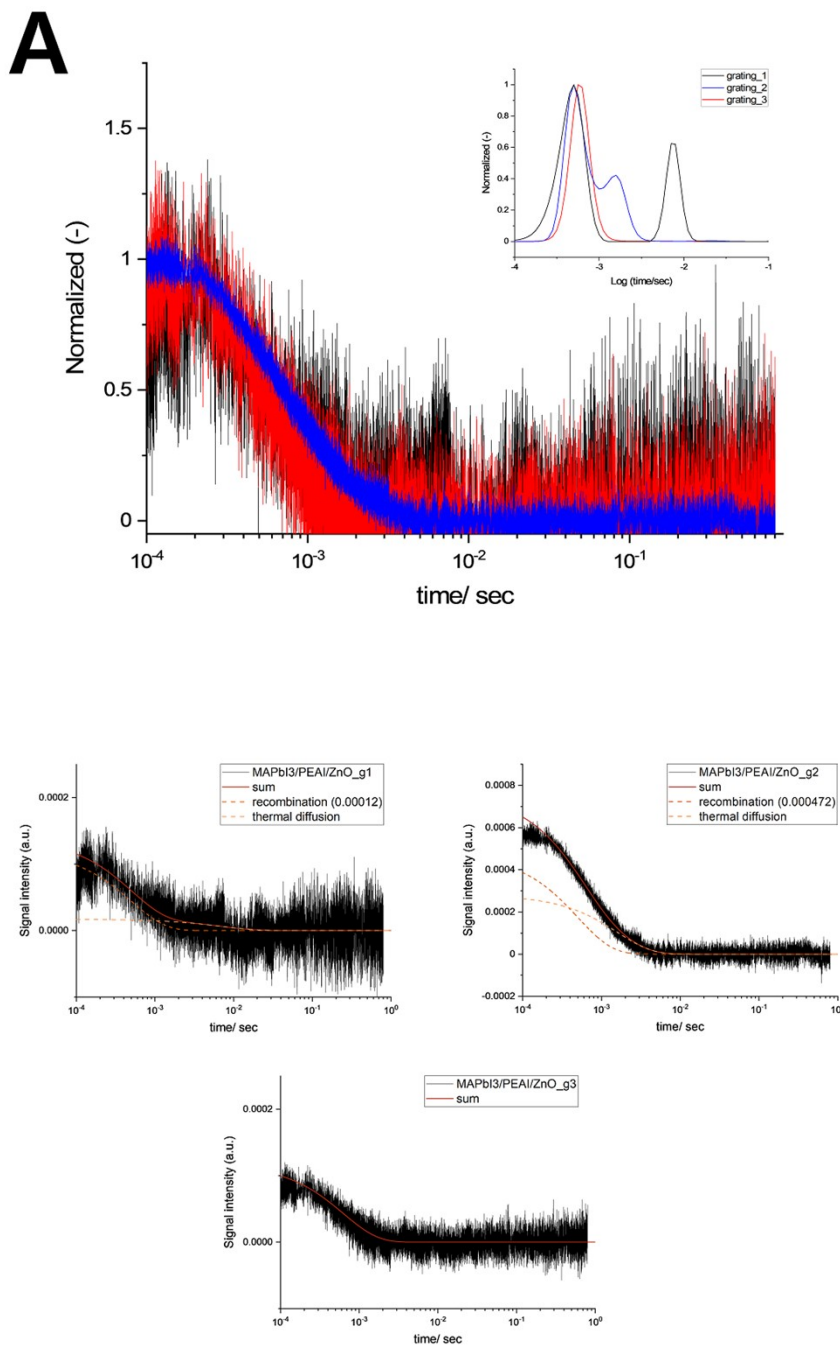 A
1.5
1
0.5
0
10-4
10-3
10-2
10-1
Normalized (-)
time/ sec
grating_1
grating_2
grating_3
1
0.8
0.6
0.4
0.2
0
-4
-3
-2
-1
Normalized (-)
Log (time/sec)
MAPbI3/PEAI/ZnO_g1
sum
recombination (0.00012)
thermal diffusion
0.0002
0.0000
Signal intensity (a.u.)
10-4
10-3
10-2
10-1
100
time/ sec
MAPbI3/PEAI/ZnO_g2
sum
recombination (0.000472)
thermal diffusion
0.0008
0.0006
0.0004
0.0002
0
-0.0002
Signal intensity (a.u.)
10-4
10-3
10-2
10-1
100
time/ sec
MAPbI3/PEAI/ZnO_g3
sum
0.0002
0.0000
Signal intensity (a.u.)
10-4
10-3
10-2
10-1
100
time/ sec